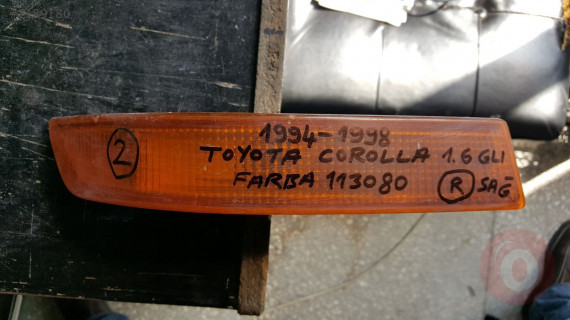 2
1994-1998
TOYOTA COROLLA 1.6 GLI
FARBA 113080 R SAĞ